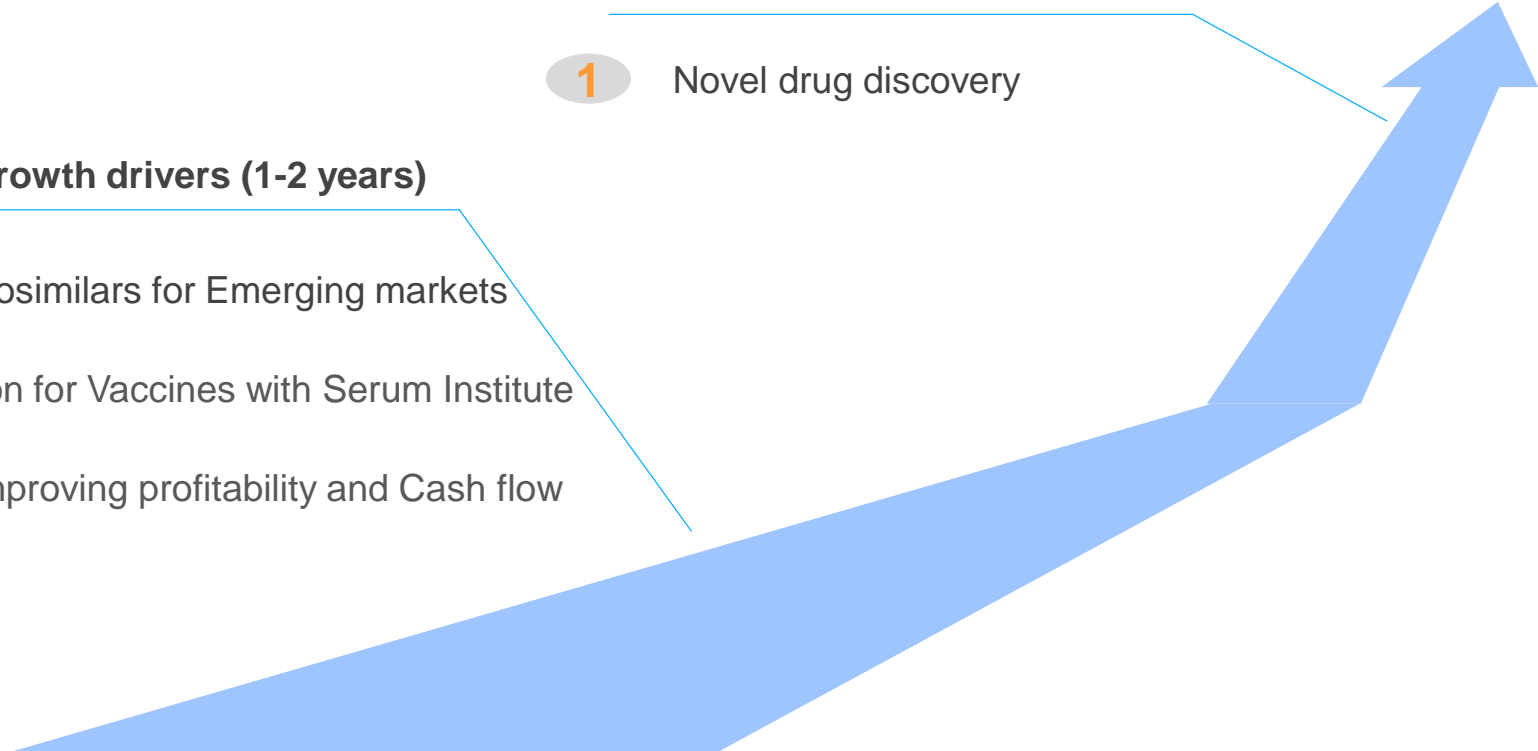 1 Novel drug discovery
rowth drivers (1-2 years)
osimilars for Emerging markets
on for Vaccines with Serum Institute
mproving profitability and Cash flow